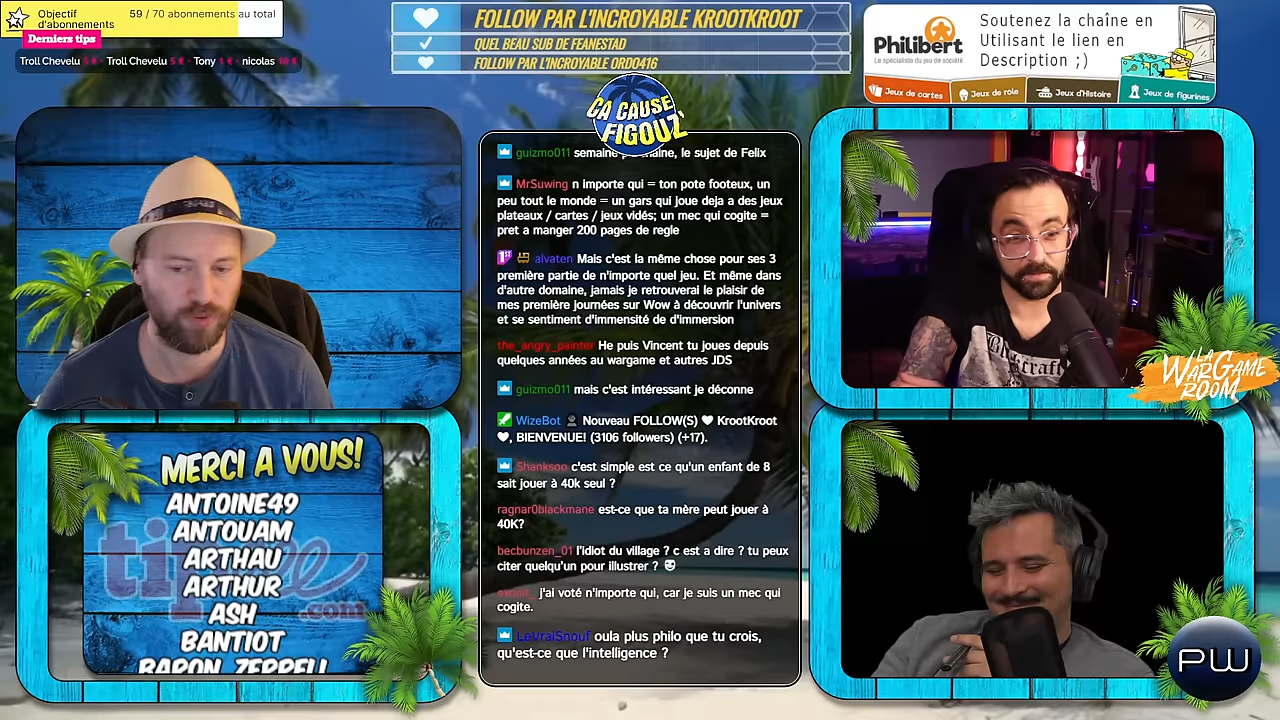 Objectif
d'abonnements
59 / 70 abonnements au total
Derniers tips
Troll Chevelu 5 € - Troll Chevelu 5 € - Tony 1 € - nicolas 10 €
FOLLOW PAR L'INCROYABLE KROOTKROOT
QUEL BEAU SUB DE FEANESTAD
FOLLOW PAR L'INCROYABLE ORDO416
Philibert
Le spécialiste du jeu de société
Soutenez la chaîne en
Utilisant le lien en
Description ;)
Jeux de cartes
Jeux de rôle
Jeux d'Histoire
Jeux de figurines
ÇA CAUSE
FIGOUZ'
guizmo011 semaine, le sujet de Felix
MrSuwing n importe qui = ton pote footeux, un
peu tout le monde = un gars qui joue deja a des jeux
plateaux / cartes / jeux vidés; un mec qui cogite =
pret a manger 200 pages de regle
alvaten Mais c'est la même chose pour ses 3
première partie de n'importe quel jeu. Et même dans
d'autre domaine, jamais je retrouverai le plaisir de
mes première journées sur Wow à découvrir l'univers
et se sentiment d'immensité de d'immersion
the_angry_painter He puis Vincent tu joues depuis
quelques années au wargame et autres JDS
guizmo011 mais c'est intéressant je déconne
WizeBot Nouveau FOLLOW(S) ♥ KrootKroot
♥, BIENVENUE! (3106 followers) (+17).
Shanksoo c'est simple est ce qu'un enfant de 8
sait jouer à 40k seul ?
ragnar0blackmane est-ce que ta mère peut jouer à
40K?
becbunzen_01 l'idiot du village ? c est a dire ? tu peux
citer quelqu'un pour illustrer ?
j'ai voté n'importe qui, car je suis un mec qui
cogite.
LeVraiSnouf oula plus philo que tu crois,
qu'est-ce que l'intelligence ?
MERCI A VOUS!
ANTOINE49
ANTOUAM
ARTHAU
ARTHUR
ASH
BANTIOT
BARON_ZEPPELI
tipeee
.com
LA
WARGAME
ROOM
PW